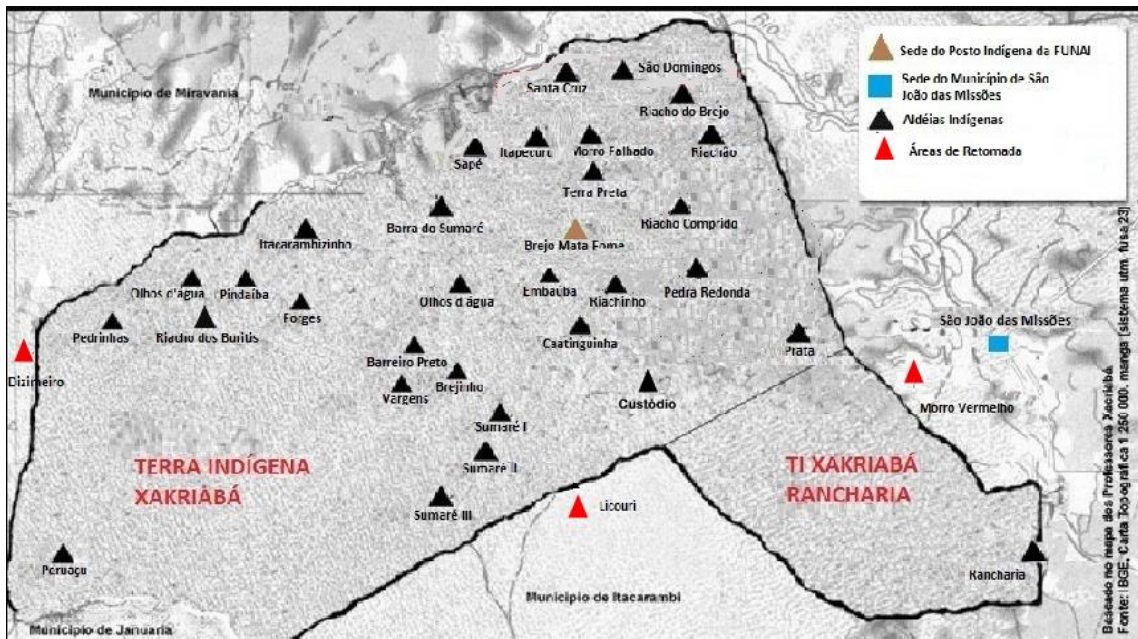 Sede do Posto Indígena da FUNAI
Sede do Município de São
João das Missões
Aldéias Indígenas
Áreas de Retomada
Município de Miravania
Santa Cruz
São Domingos
Riacho do Brejo
Sapé
Itapecuru
Morro Falhado
Riachão
Terra Preta
Barra do Sumaré
Riacho Comprido
Itacarambizinho
Brejo Mata Fome
Olhos d'água
Pindaíba
Forges
Olhos d'água
Embaúba
Riachinho
Pedra Redonda
Pedrinhas
Riacho dos Buritis
Caatinguinha
Prata
São João das Missões
Dizimeiro
Barreiro Preto
Vargens
Brejinho
Custódio
Morro Vermelho
Sumaré I
Sumaré II
Sumaré III
TERRA INDÍGENA
XAKRIABÁ
TI XAKRIABÁ
RANCHARIA
Licouri
Peruaçu
Rancharia
Município de Itacarambi
Município de Januaria
Baseado no mapa dos Professores Xacriabá
Fonte: IBGE, Carta Topográfica 1:250 000, manga [sistema utm, fuso 23]